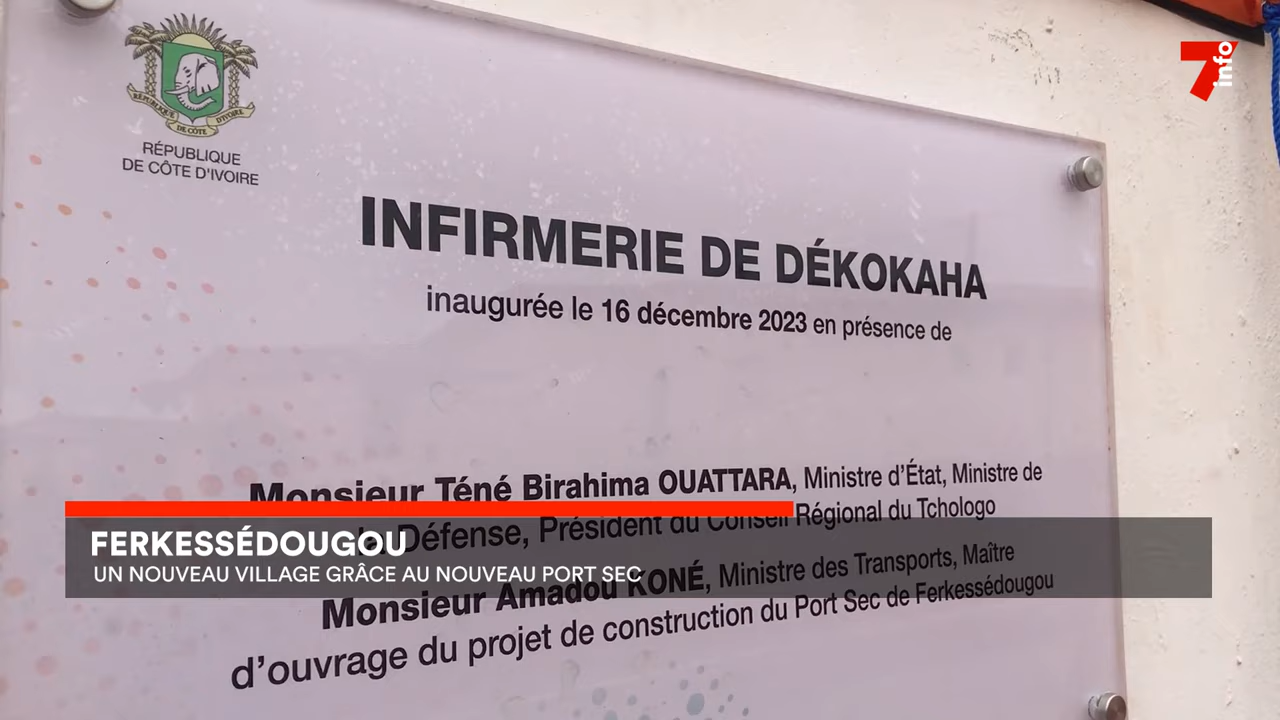 7 info
RÉPUBLIQUE DE CÔTE D'IVOIRE
RÉPUBLIQUE
DE CÔTE D'IVOIRE
INFIRMERIE DE DÉKOKAHA
inaugurée le 16 décembre 2023 en présence de
Monsieur Téné Birahima OUATTARA, Ministre d'État, Ministre de
la Défense, Président du Conseil Régional du Tchologo
Monsieur Amadou KONÉ, Ministre des Transports, Maître
d'ouvrage du projet de construction du Port Sec de Ferkessédougou
FERKESSÉDOUGOU
UN NOUVEAU VILLAGE GRÂCE AU NOUVEAU PORT SEC